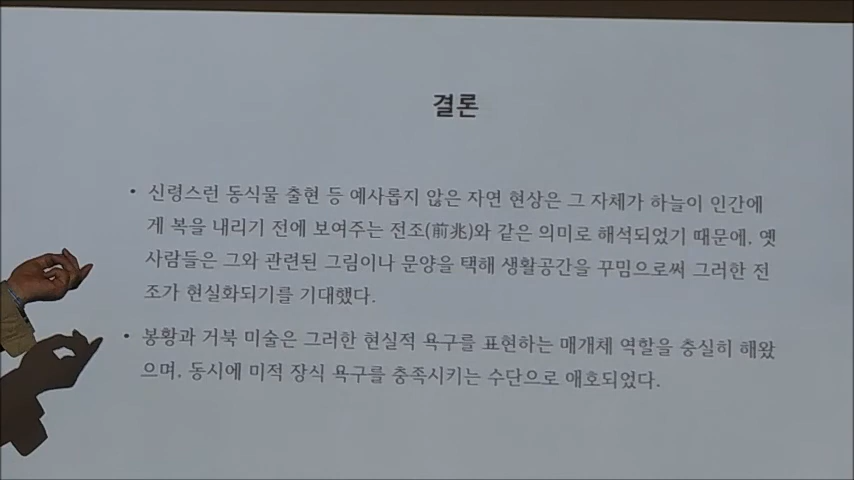 결론
• 신령스런 동식물 출현 등 예사롭지 않은 자연 현상은 그 자체가 하늘이 인간에
게 복을 내리기 전에 보여주는 전조(前兆)와 같은 의미로 해석되었기 때문에, 옛
사람들은 그와 관련된 그림이나 문양을 택해 생활공간을 꾸밈으로써 그러한 전
조가 현실화되기를 기대했다.
• 봉황과 거북 미술은 그러한 현실적 욕구를 표현하는 매개체 역할을 충실히 해왔
으며, 동시에 미적 장식 욕구를 충족시키는 수단으로 애호되었다.